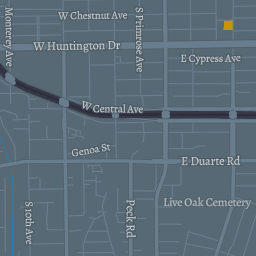 W Chestnut Ave
Monterey Ave
S Primrose Ave
W Huntington Dr
E Cypress Ave
W Central Ave
Genoa St
E Duarte Rd
S 10th Ave
Peck Rd
Live Oak Cemetery